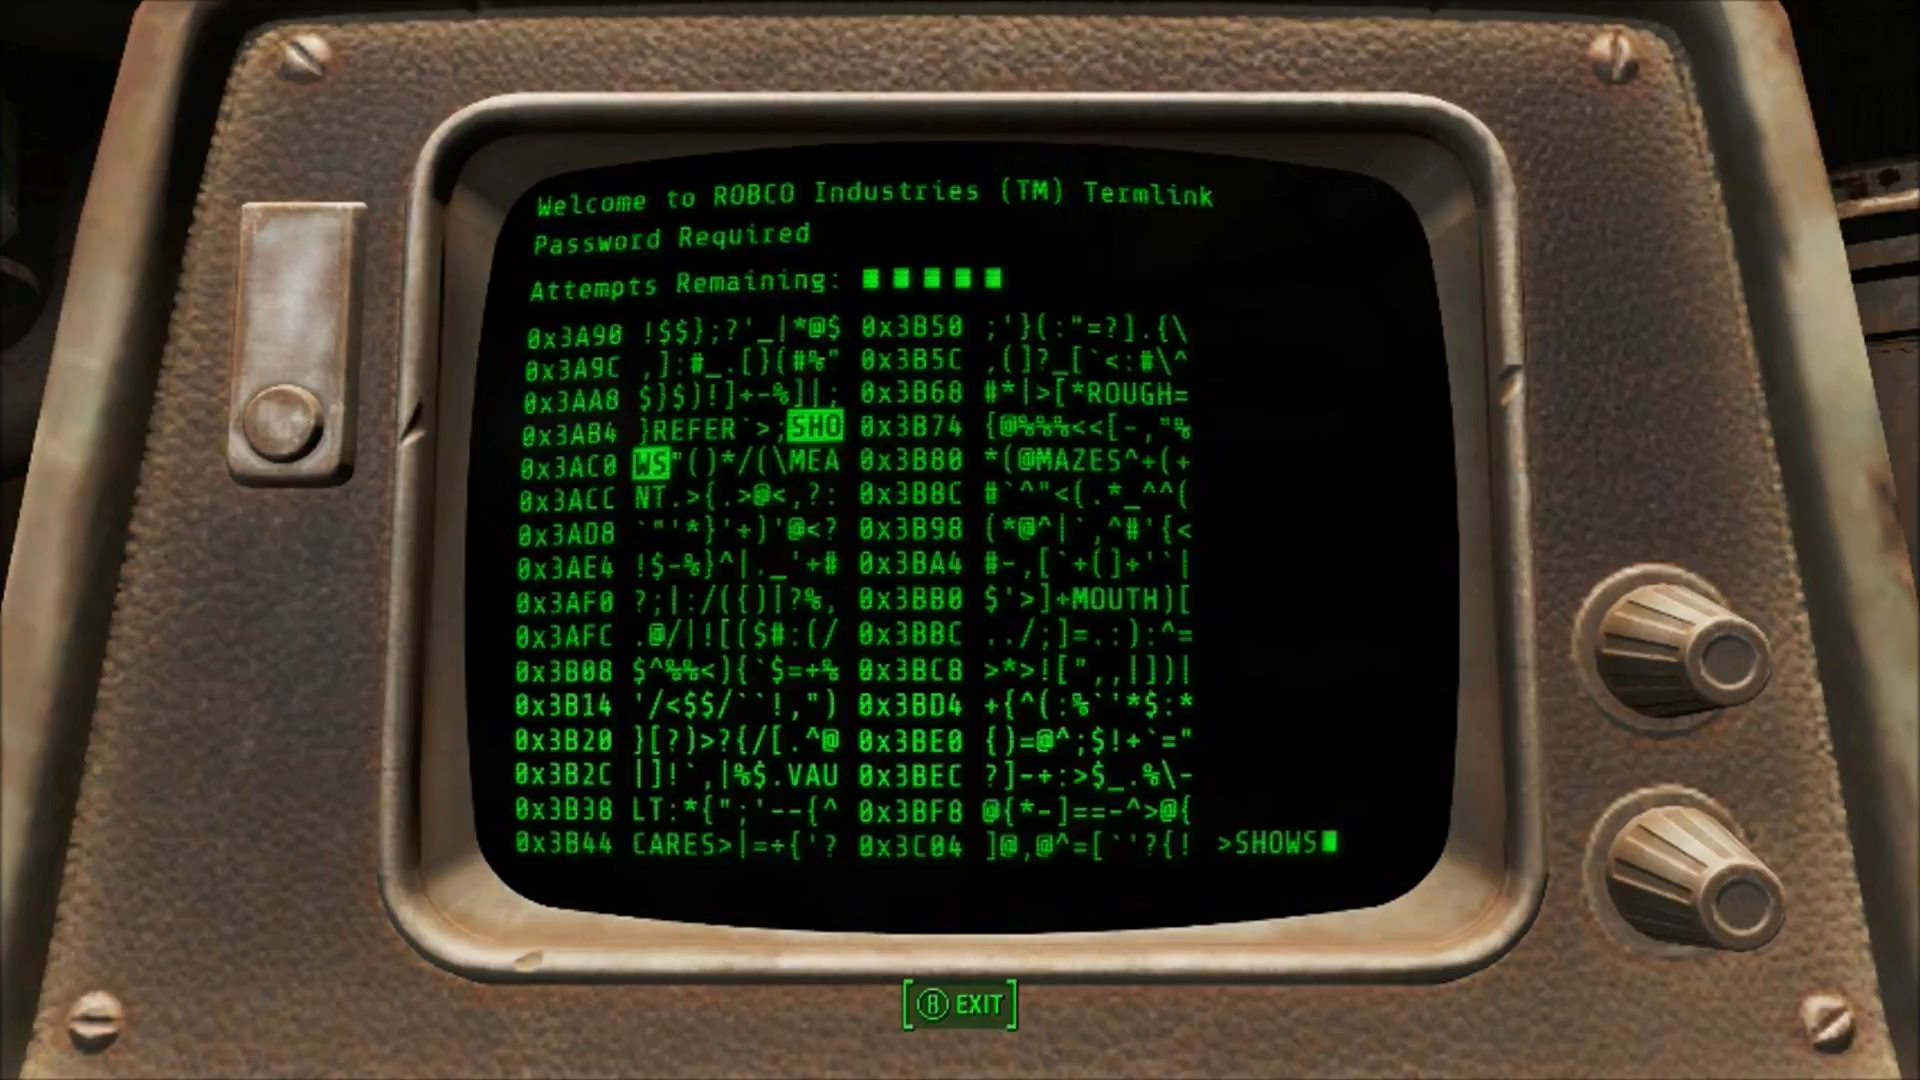 Welcome to ROBCO Industries (TM) Termlink
Password Required
Attempts Remaining: ■ ■ ■ ■ ■
0x3A90 !$$};?'_|*@$ 0x3B50 ;'}(:"=?].{\
0x3A9C ,]:#_.[}(#%" 0x3B5C ,(]?_[`<:#\^
0x3AA8 $}$)!]+-%]|; 0x3B68 #*|>[*ROUGH=
0x3AB4 }REFER`>;SHO 0x3B74 {@%%%<<[-,"%
0x3AC0 WS"()*/(\MEA 0x3B80 *(@MAZES^+(+
0x3ACC NT.>{.>@<,?: 0x3B8C #`^"<(.*_^^(
0x3AD8 `"'*}'+)'@<? 0x3B98 (*@^|`,^#'{<
0x3AE4 !$-%}^|._'+# 0x3BA4 #-,[`+(]+'`|
0x3AF0 ?;|:/({)|?%, 0x3BB0 $'>]+MOUTH)[
0x3AFC .@/|![($#:(/ 0x3BBC ../;]=.:):^=
0x3B08 $^%%<){`$=+% 0x3BC8 >*>![",,|])|
0x3B14 '/<$$/``!,") 0x3BD4 +{^(:%`'*$:*
0x3B20 }[?)>?{/[.^@ 0x3BE0 {)=@^;$!+`="
0x3B2C |]!`,|%$.VAU 0x3BEC ?]-+:>$_.%\-
0x3B38 LT:*{";'--{^ 0x3BF8 @{*-]==-^>@{
0x3B44 CARES>|=+{'? 0x3C04 ]@,@^=[`'?{! >SHOWS■
[Ⓑ EXIT]